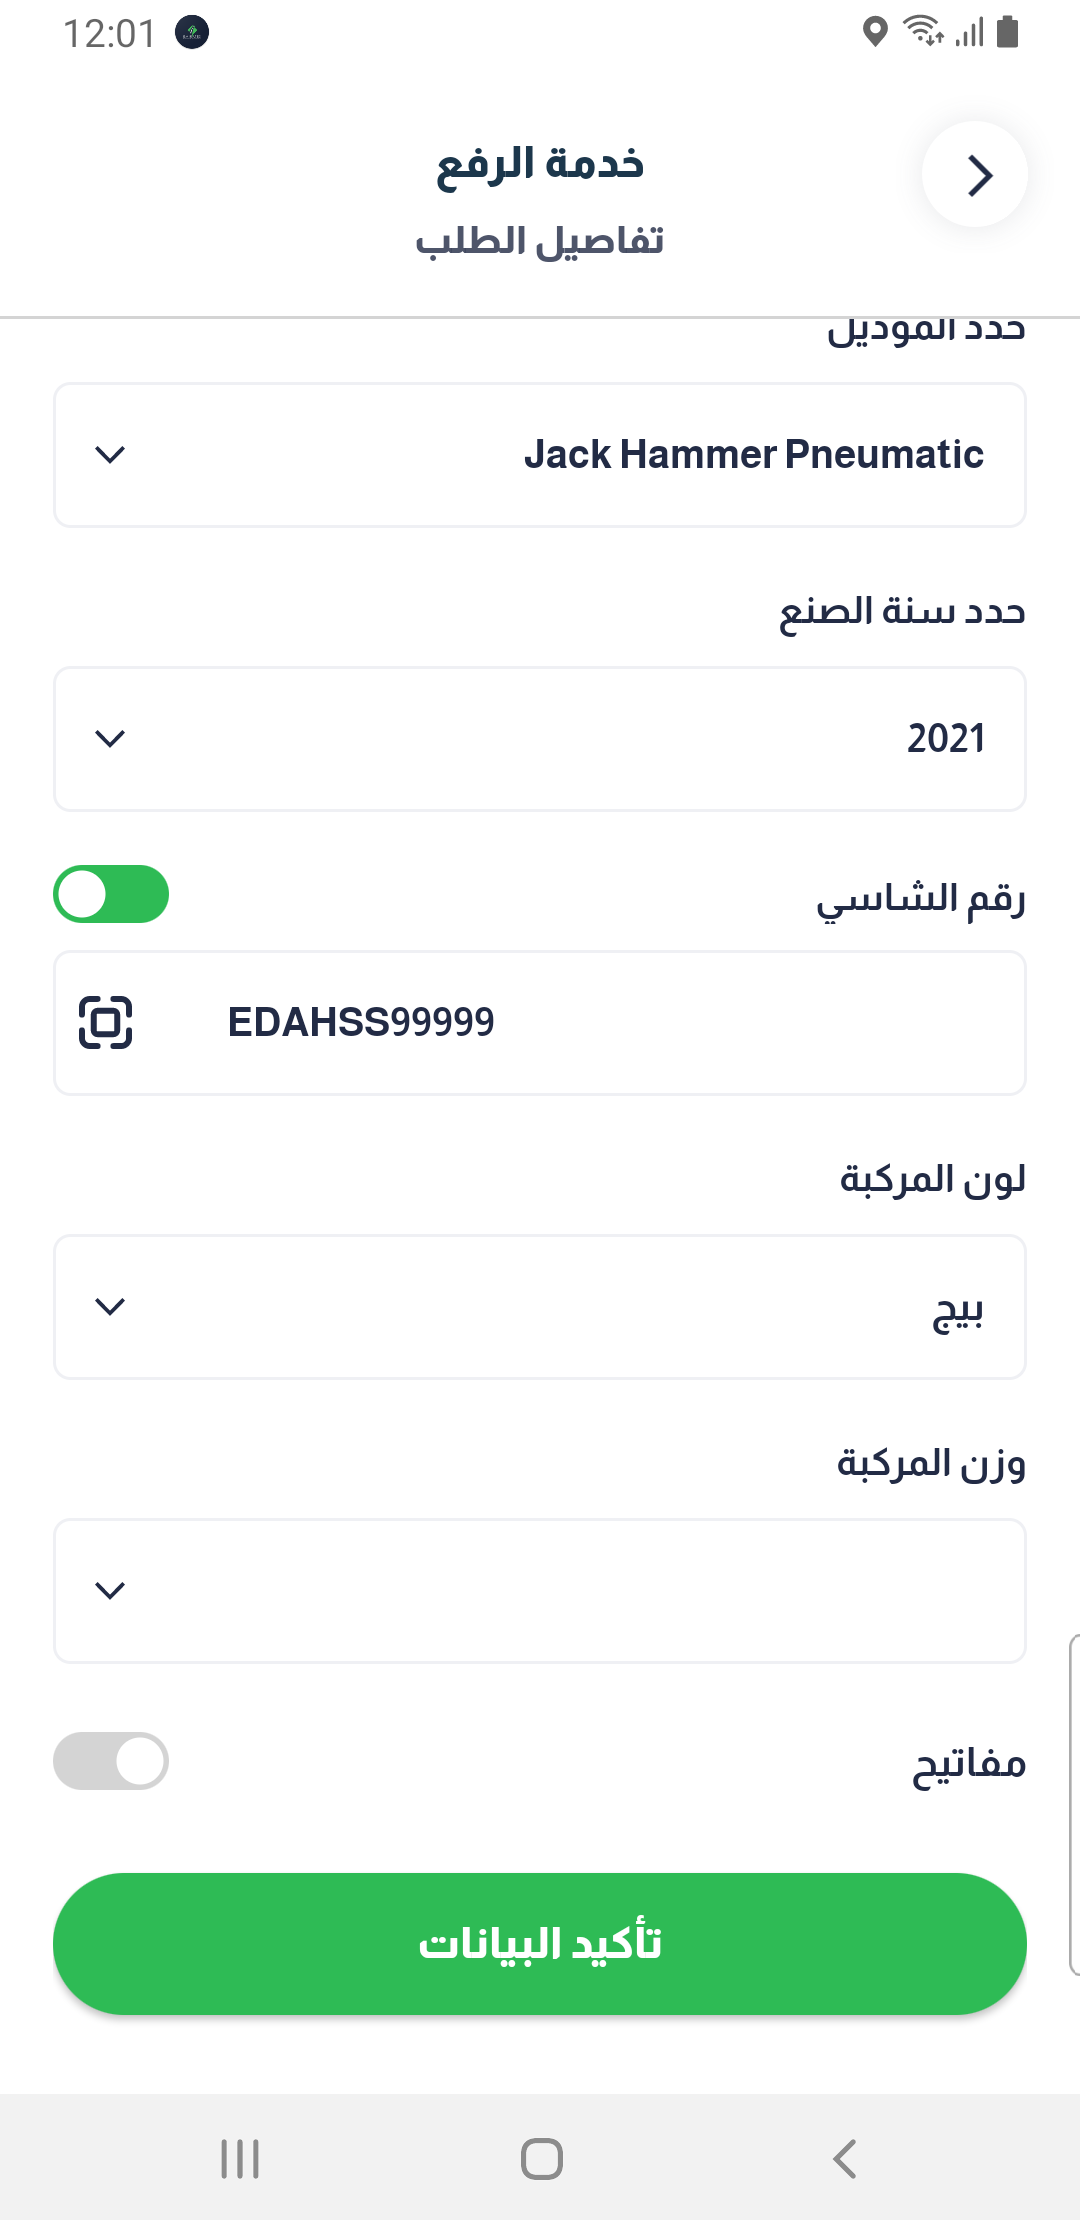 12:01
خدمة الرفع
تفاصيل الطلب
حدد الموديل
Jack Hammer Pneumatic
حدد سنة الصنع
2021
رقم الشاسي
EDAHSS99999
لون المركبة
بيج
وزن المركبة
مفاتيح
تأكيد البيانات